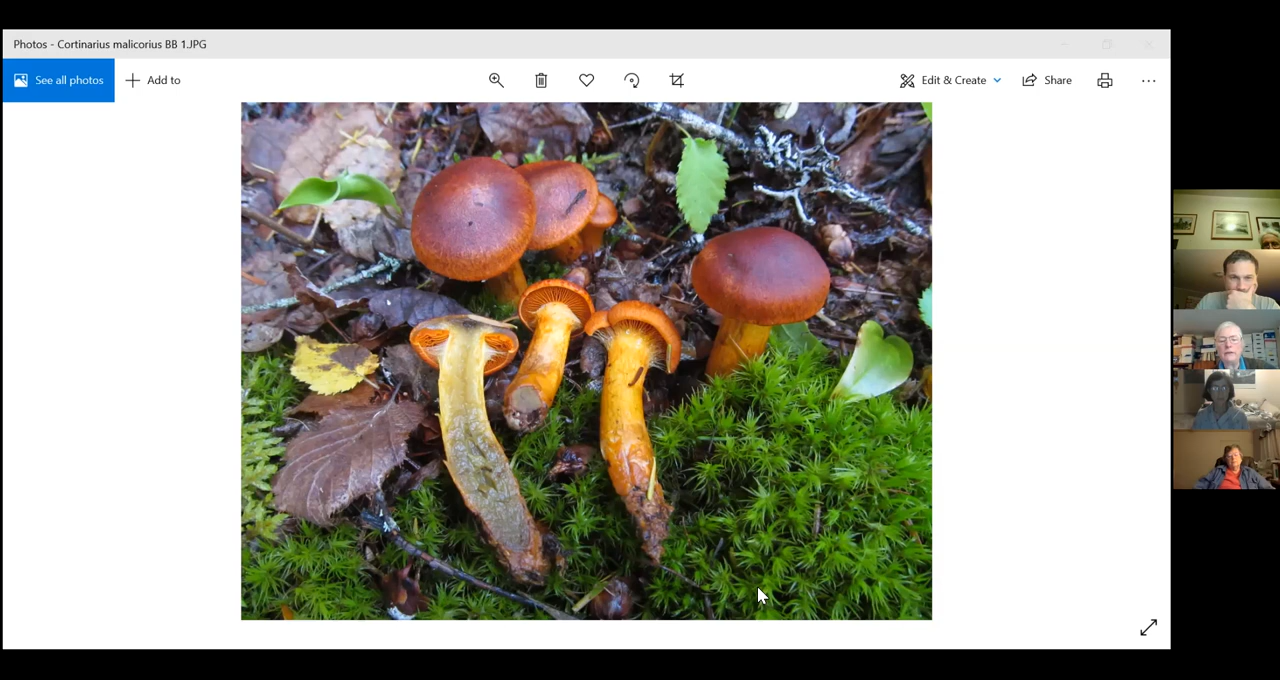 Photos - Cortinarius malicorius BB 1.JPG
See all photos
Add to
Edit & Create
Share